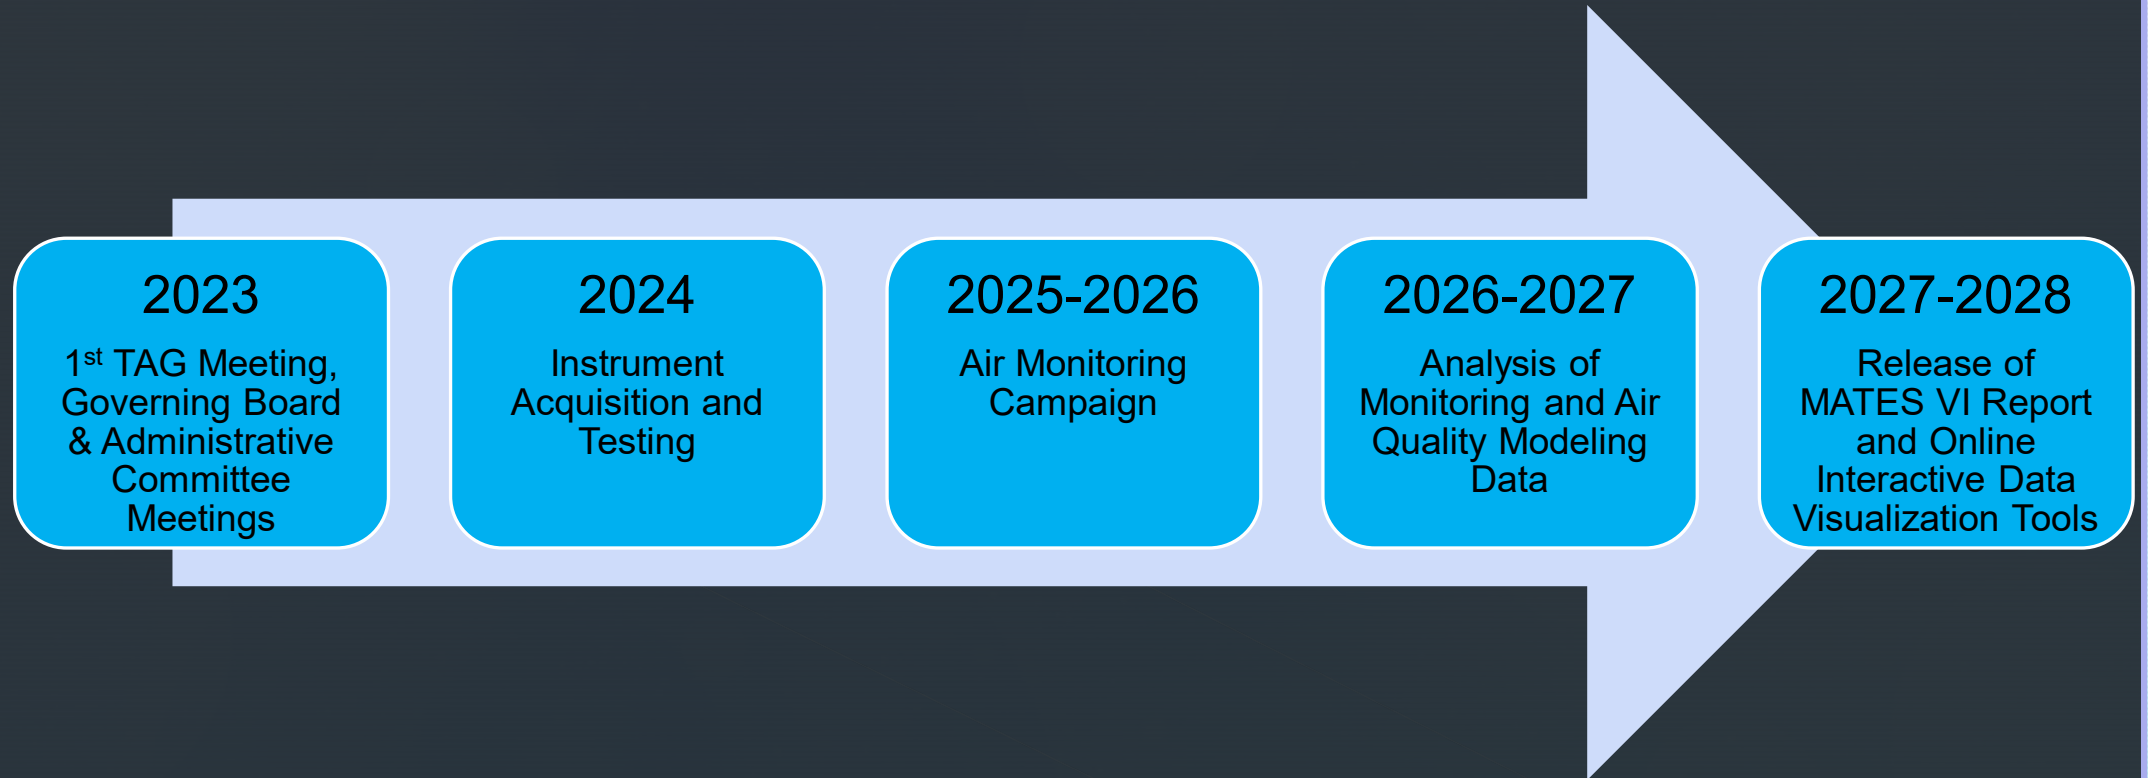 2023
1st TAG Meeting,
Governing Board
& Administrative
Committee
Meetings
2024
Instrument
Acquisition and
Testing
2025-2026
Air Monitoring
Campaign
2026-2027
Analysis of
Monitoring and Air
Quality Modeling
Data
2027-2028
Release of
MATES VI Report
and Online
Interactive Data
Visualization Tools